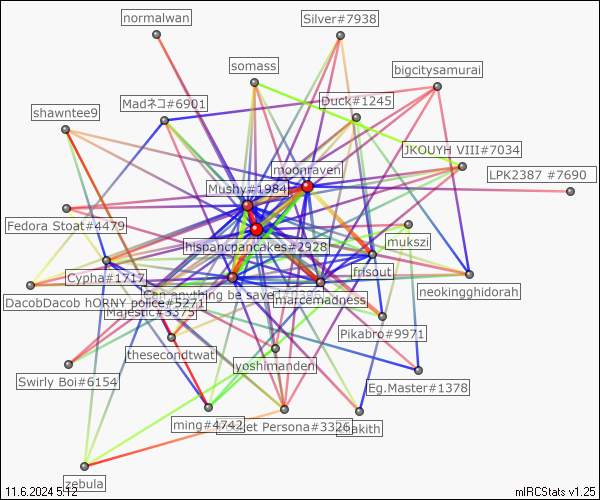 normalwan
Silver#7938
somass
bigcitysamurai
Madネコ#6901
Duck#1245
shawntee9
JKOUYH VIII#7034
moonraven
LPK2387 #7690
Mushy#1984
Fedora Stoat#4479
mukszi
hispancpancakes#2928
frisout
Cypha#1717
neokingghidorah
Can anything be save
DacobDacob hORNY police#5271
marcemadness
Majestic#3375
Pikabro#9971
thesecondtwat
yoshimanden
Swirly Boi#6154
Eg.Master#1378
ming#4742
et Persona#3326
akith
zebula
11.6.2024 5:12
mIRCStats v1.25